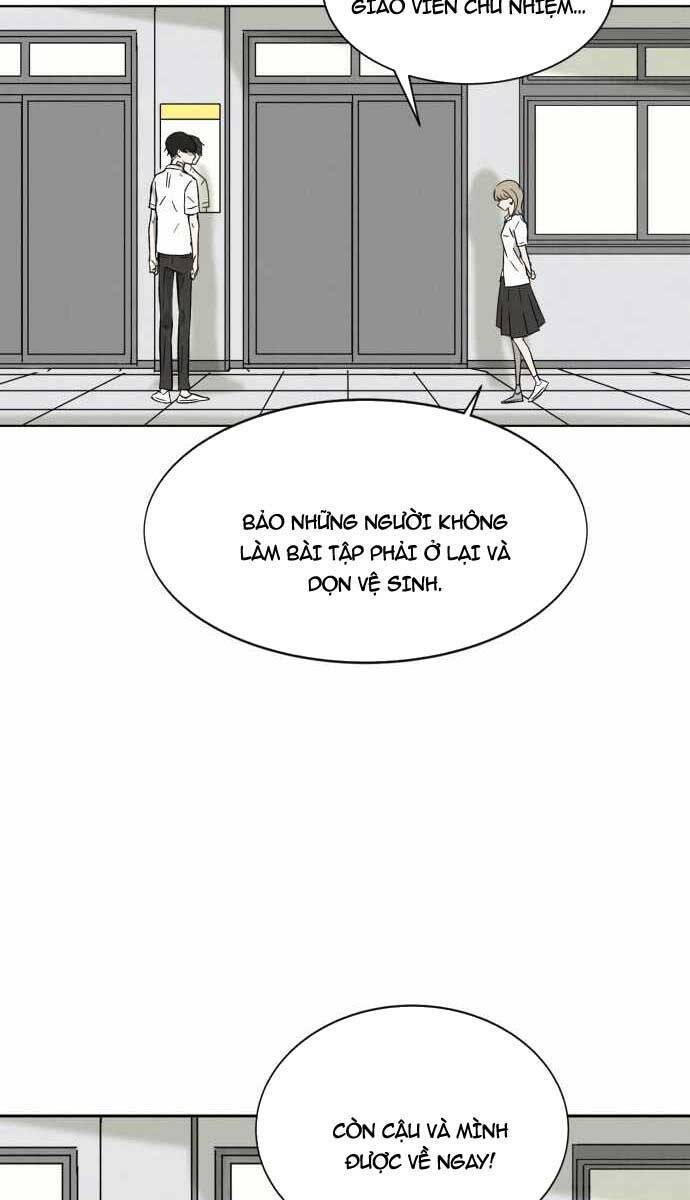 GIÁO VIÊN CHỦ NHIỆM...
BẢO NHỮNG NGƯỜI KHÔNG
LÀM BÀI TẬP PHẢI Ở LẠI VÀ
DỌN VỆ SINH.
CÒN CẬU VÀ MÌNH
ĐƯỢC VỀ NGAY!